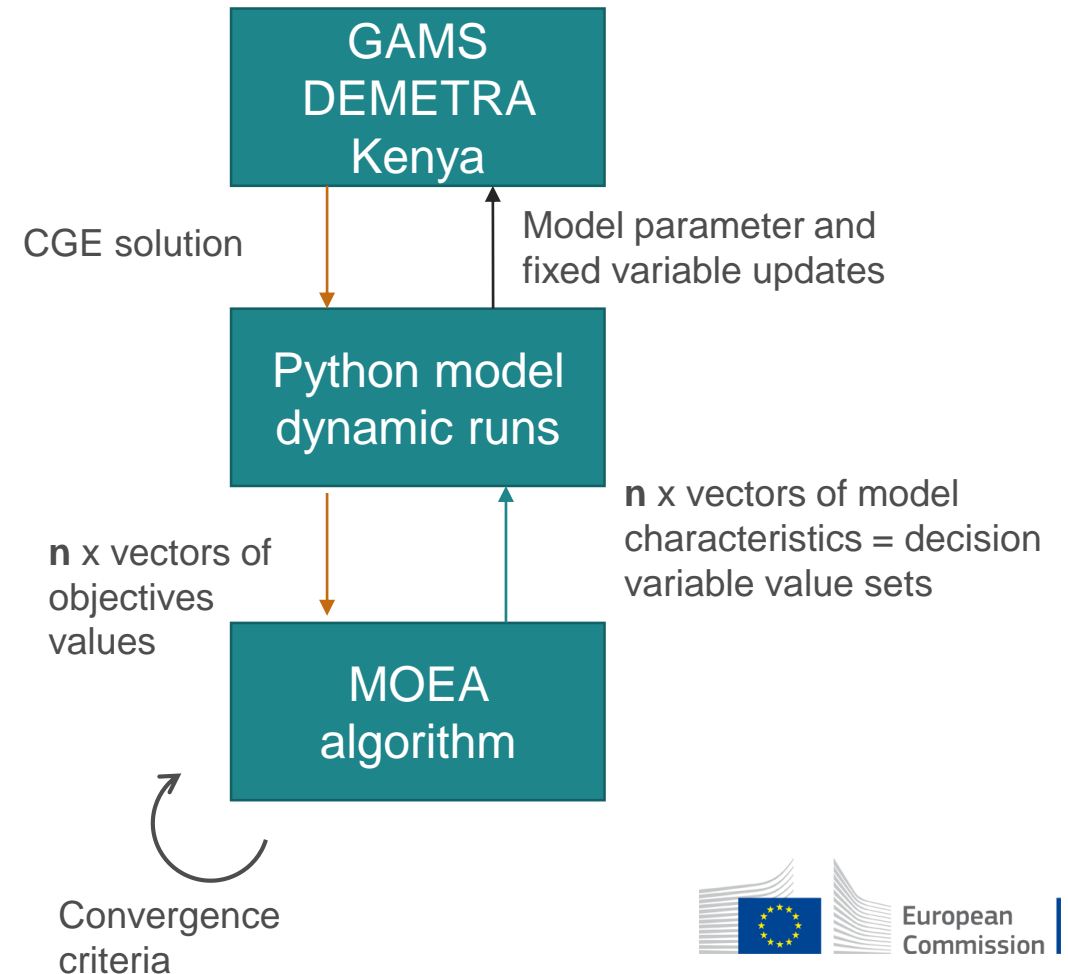 GAMS
DEMETRA
Kenya
CGE solution
Model parameter and
fixed variable updates
Python model
dynamic runs
n x vectors of
objectives
values
n x vectors of model
characteristics = decision
variable value sets
MOEA
algorithm
Convergence
criteria
European
Commission